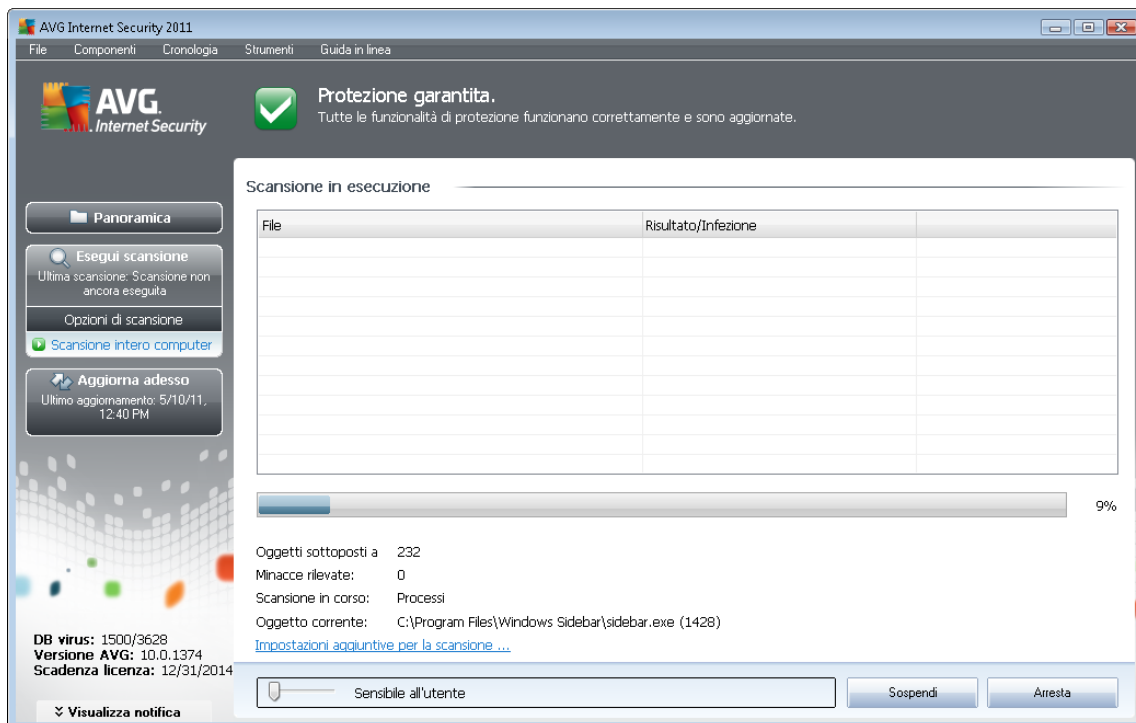 AVG Internet Security 2011
File Componenti Cronologia Strumenti Guida in linea
AVG.
Internet Security
Protezione garantita.
Tutte le funzionalità di protezione funzionano correttamente e sono aggiornate.
Panoramica
Esegui scansione
Ultima scansione: Scansione non
ancora eseguita
Opzioni di scansione
Scansione intero computer
Aggiorna adesso
Ultimo aggiornamento: 5/10/11,
12:40 PM
DB virus: 1500/3628
Versione AVG: 10.0.1374
Scadenza licenza: 12/31/2014
Visualizza notifica
Scansione in esecuzione
File Risultato/Infezione
9%
Oggetti sottoposti a 232
Minacce rilevate: 0
Scansione in corso: Processi
Oggetto corrente: C:\Program Files\Windows Sidebar\sidebar.exe (1428)
Impostazioni aggiuntive per la scansione ...
Sensibile all'utente
Sospendi
Arresta